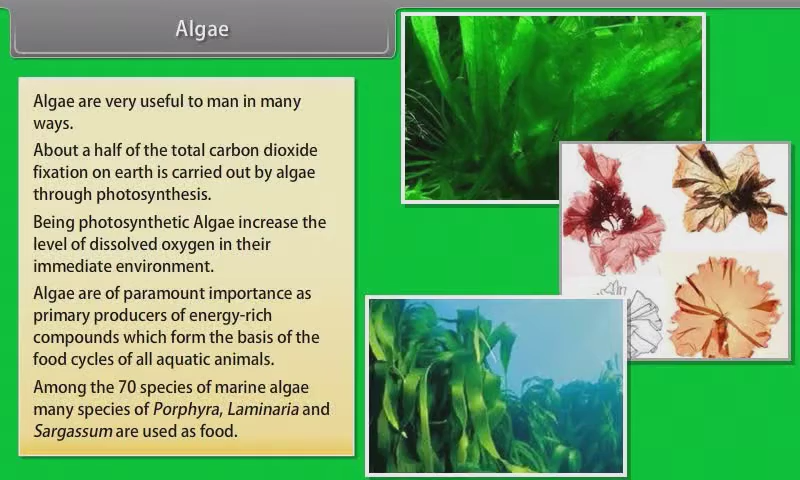 Algae
Algae are very useful to man in many
ways.
About a half of the total carbon dioxide
fixation on earth is carried out by algae
through photosynthesis.
Being photosynthetic Algae increase the
level of dissolved oxygen in their
immediate environment.
Algae are of paramount importance as
primary producers of energy-rich
compounds which form the basis of the
food cycles of all aquatic animals.
Among the 70 species of marine algae
many species of Porphyra, Laminaria and
Sargassum are used as food.